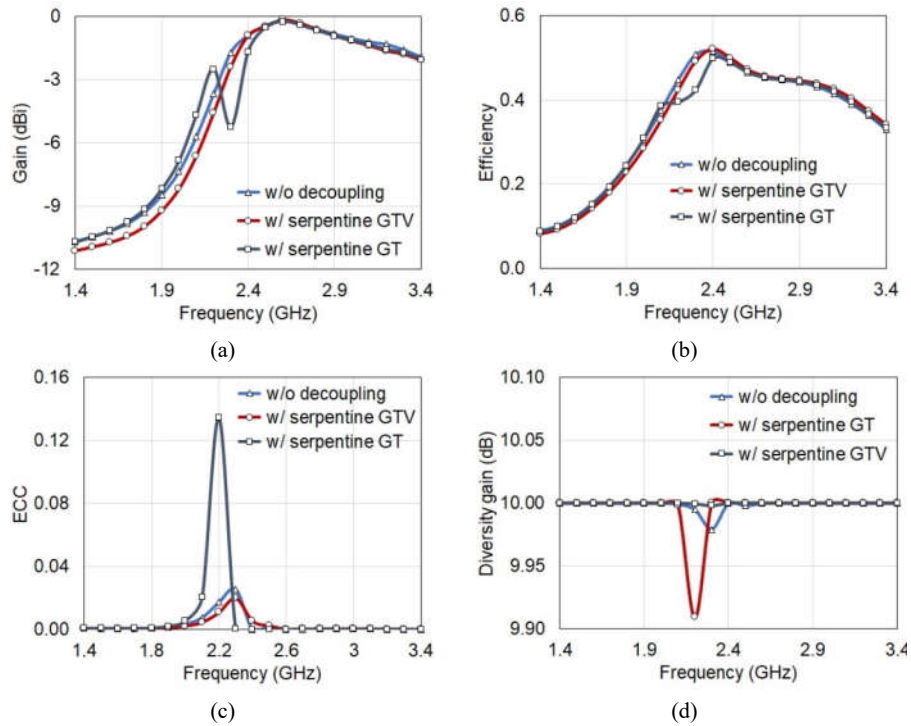 0
-3
-6
-9
-12
Gain (dBi)
w/o decoupling
w/ serpentine GTV
w/ serpentine GT
1.4 1.9 2.4 2.9 3.4
Frequency (GHz)
(a)
0.6
0.4
0.2
0.0
Efficiency
w/o decoupling
w/ serpentine GTV
w/ serpentine GT
1.4 1.9 2.4 2.9 3.4
Frequency (GHz)
(b)
0.16
0.12
0.08
0.04
0.00
ECC
w/o decoupling
w/ serpentine GTV
w/ serpentine GT
1.4 1.8 2.2 2.6 3 3.4
Frequency (GHz)
(c)
10.10
10.05
10.00
9.95
9.90
Diversity gain (dB)
w/o decoupling
w/ serpentine GT
w/ serpentine GTV
1.4 1.9 2.4 2.9 3.4
Frequency (GHz)
(d)